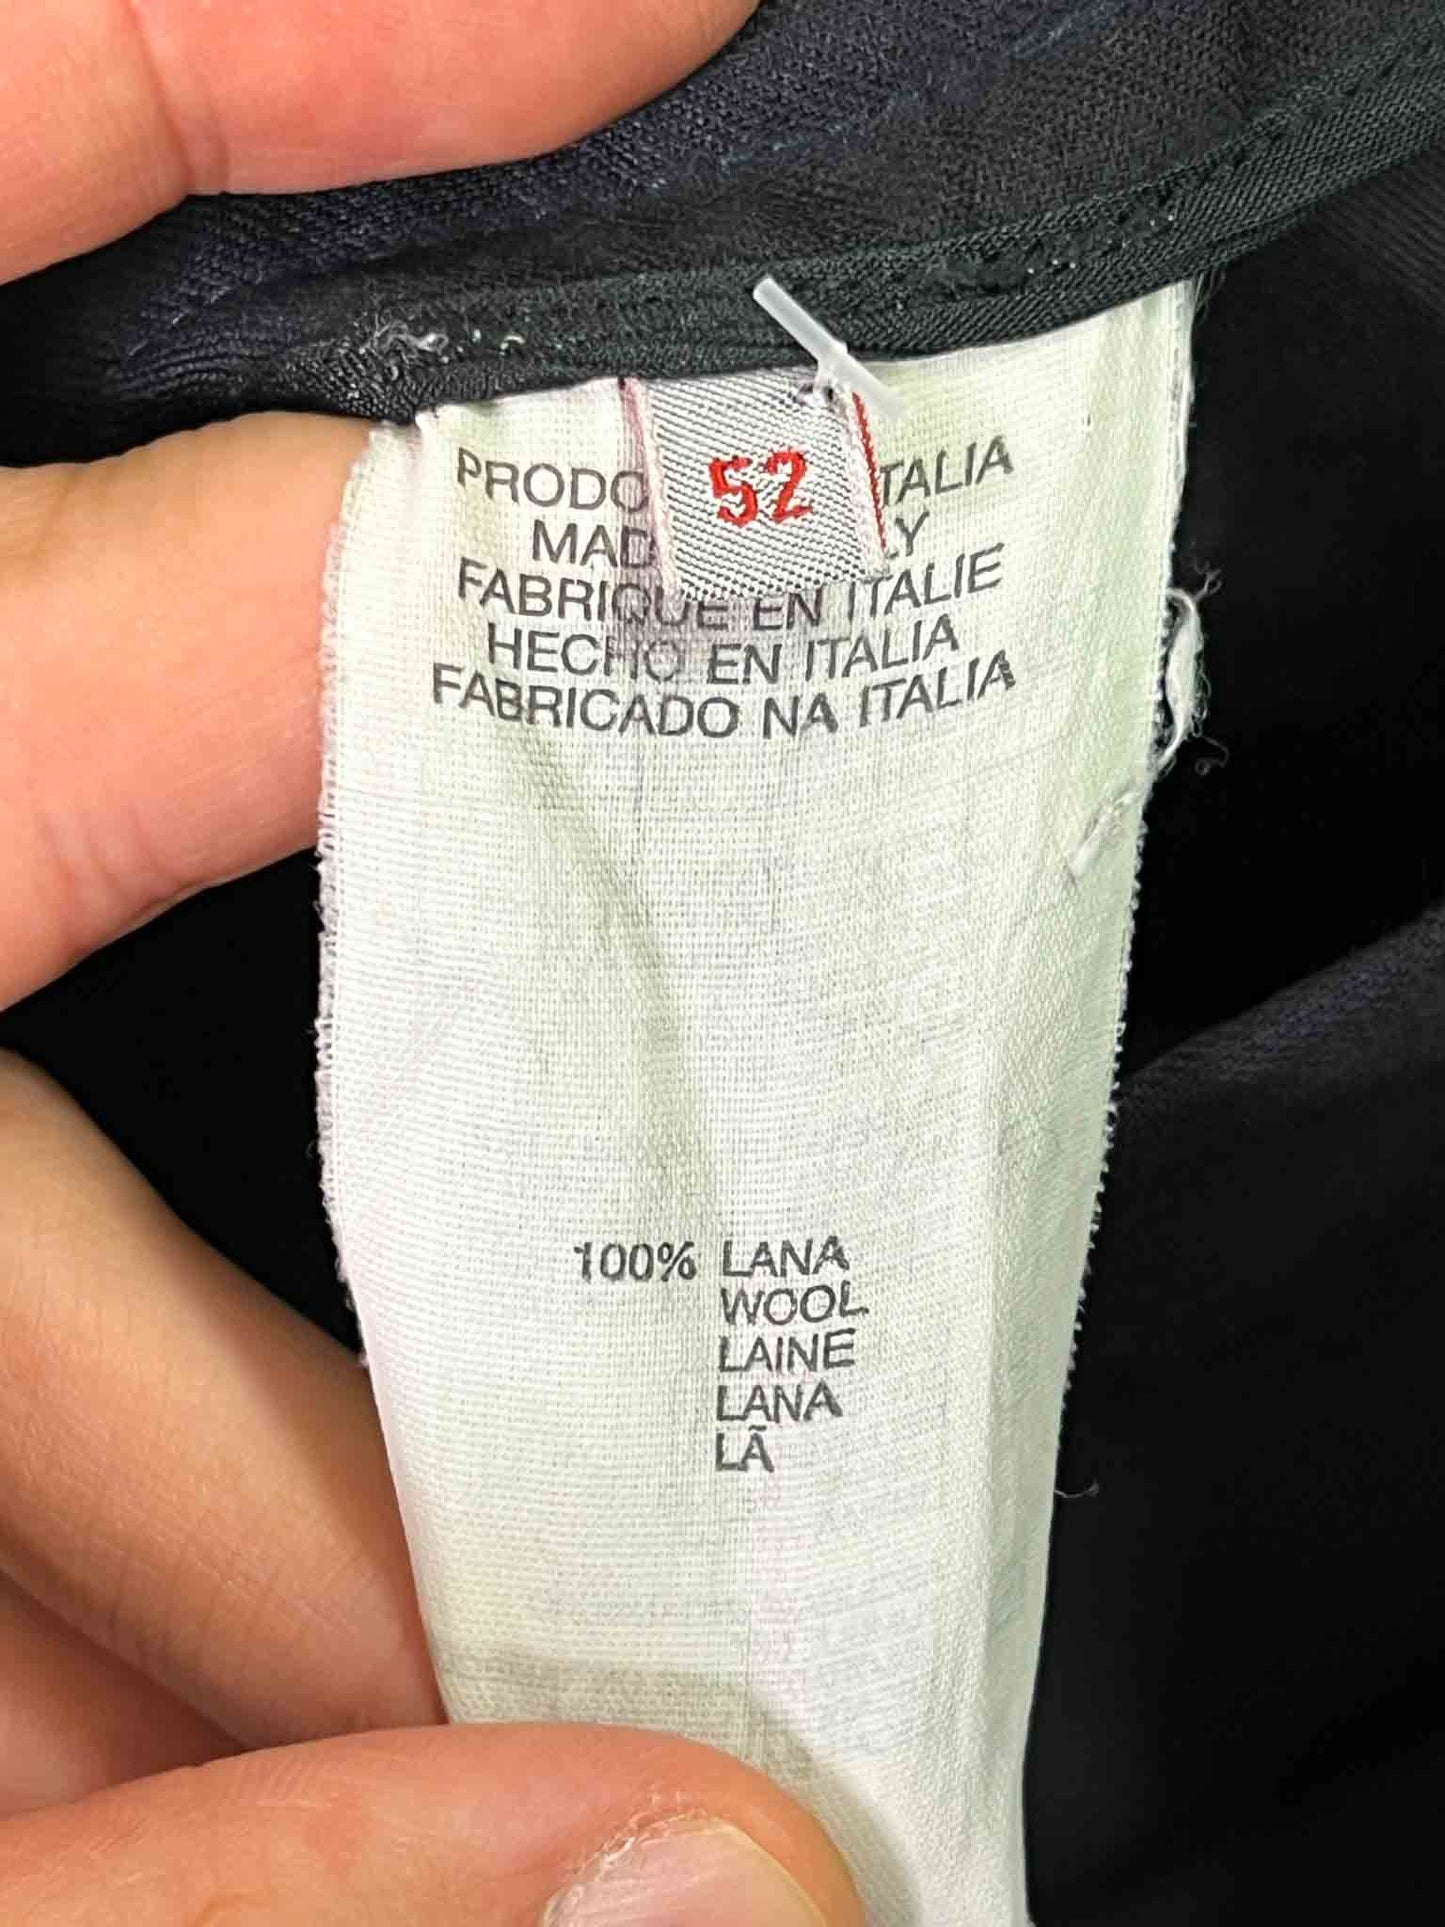 52
PRODO TALIA
MAD LY
FABRIQUE EN ITALIE
HECHO EN ITALIA
FABRICADO NA ITALIA
100% LANA
WOOL
LAINE
LANA
LÃ